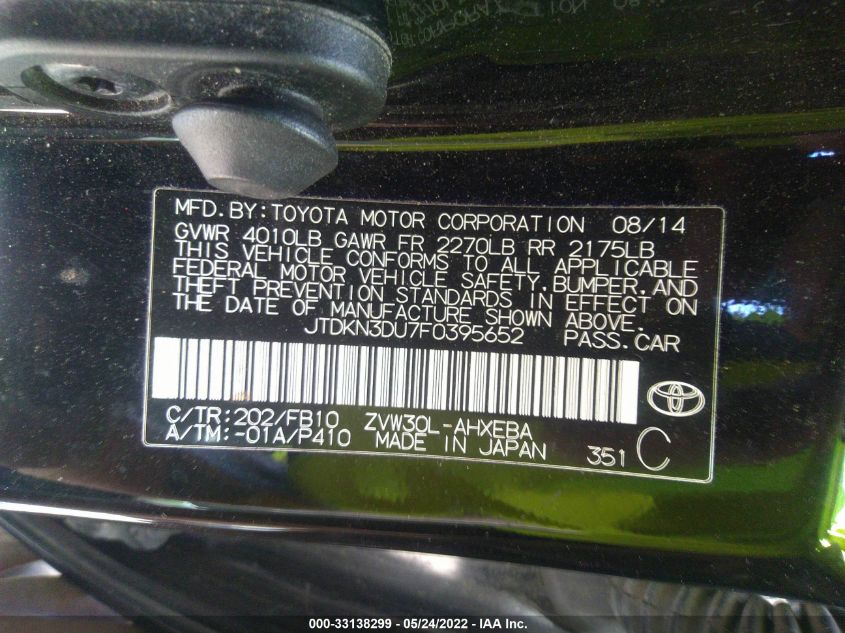 MFD.BY:TOYOTA MOTOR CORPORATION 08/14
GVWR 4010LB GAWR FR 2270LB RR 2175LB
THIS VEHICLE CONFORMS TO ALL APPLICABLE
FEDERAL MOTOR VEHICLE SAFETY,BUMPER,AND
THEFT PREVENTION STANDARDS IN EFFECT ON
THE DATE OF MANUFACTURE SHOWN ABOVE.
JTDKN3DU7F0395652 PASS.CAR
C/TR:202/FB10 ZVW30L-AHXEBA
A/TM:-01A/P410 MADE IN JAPAN 351 C
000-33138299 - 05/24/2022 - IAA Inc.